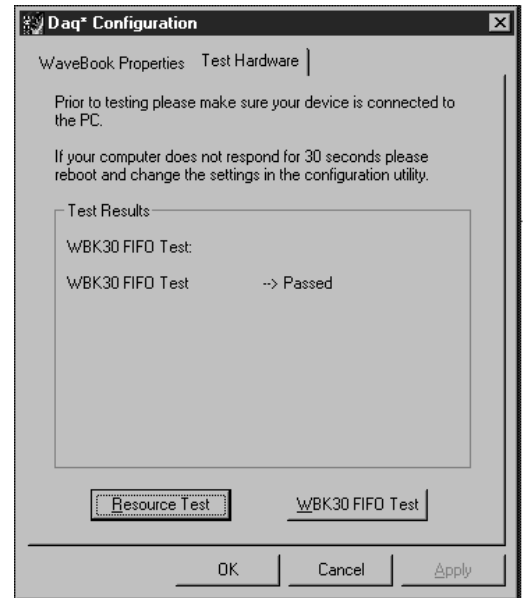 Daq* Configuration
WaveBook Properties Test Hardware
Prior to testing please make sure your device is connected to
the PC.
If your computer does not respond for 30 seconds please
reboot and change the settings in the configuration utility.
Test Results
WBK30 FIFO Test:
WBK30 FIFO Test --> Passed
Resource Test WBK30 FIFO Test
OK Cancel Apply